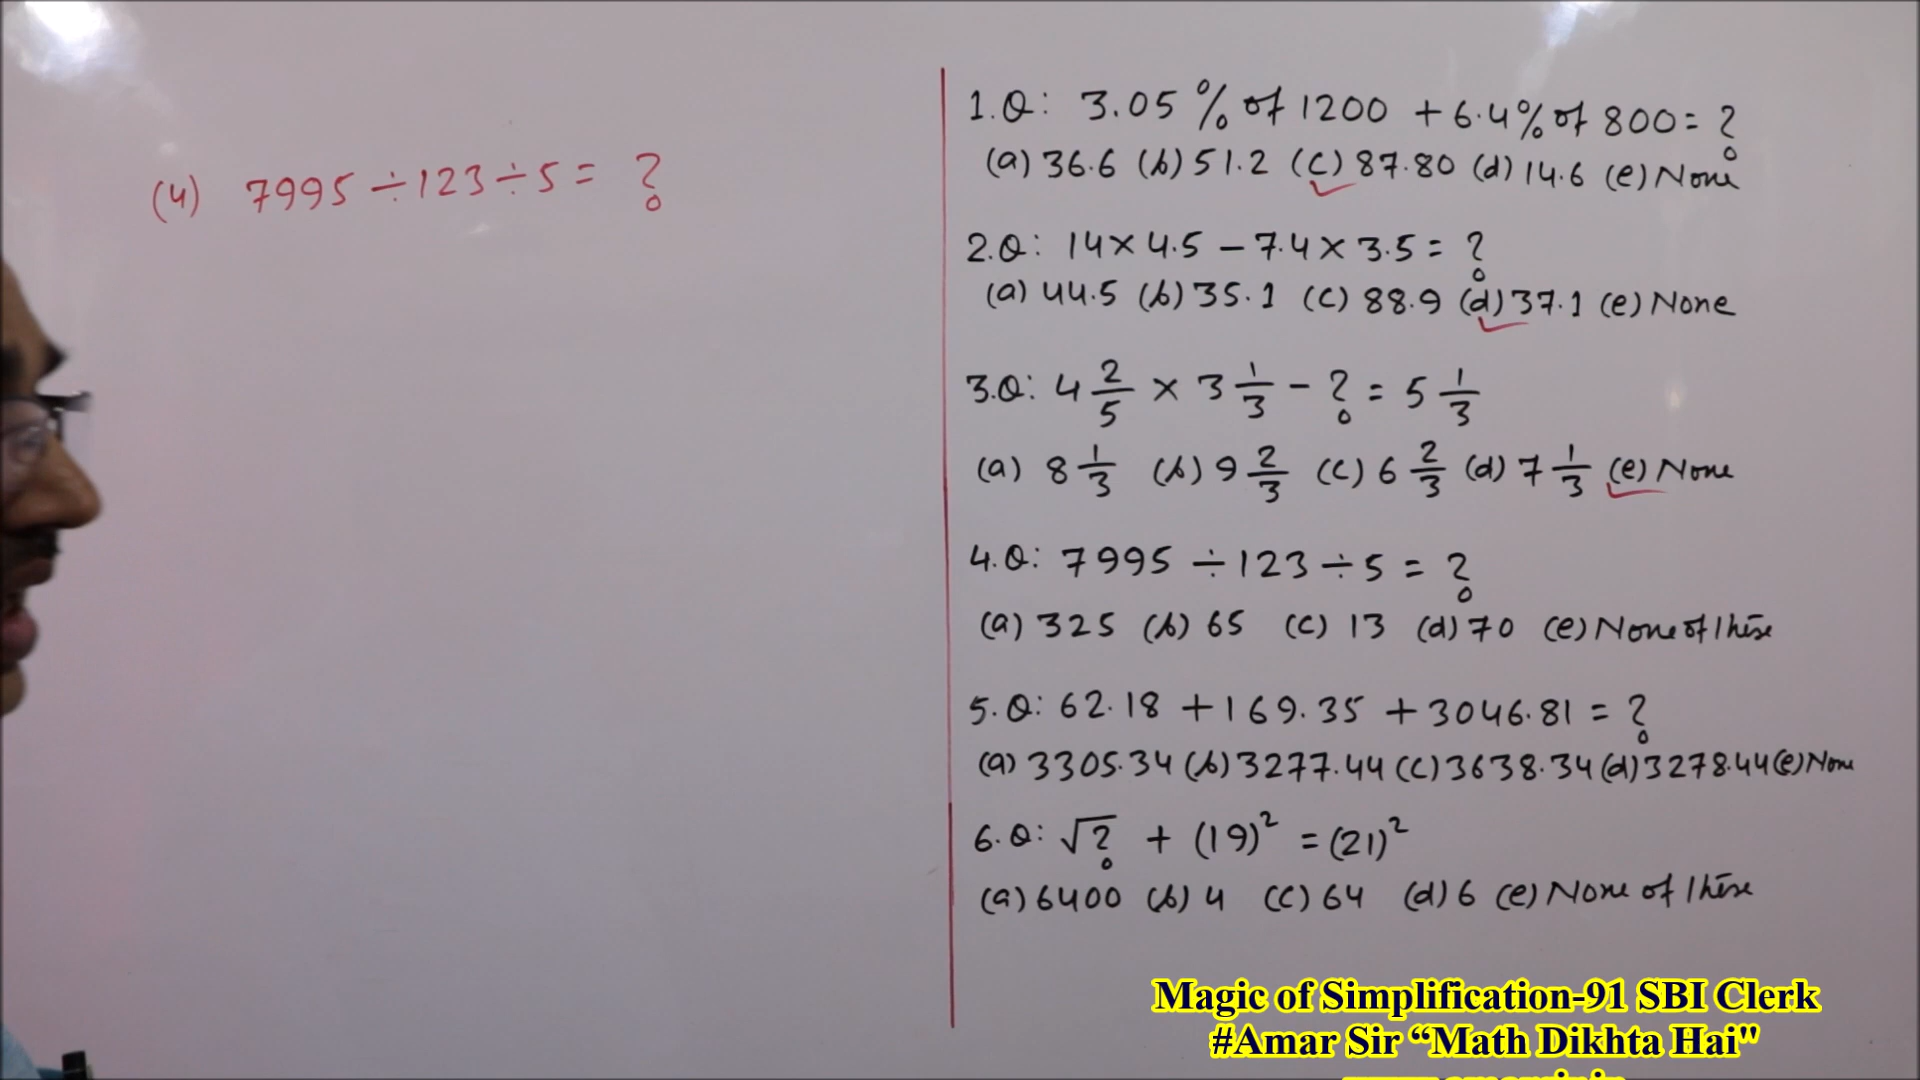 (4) 7995 ÷ 123 ÷ 5 = ?
1.Q: 3.05 % of 1200 + 6.4% of 800 = ?
(a) 36.6 (b) 51.2 (c) 87.80 (d) 14.6 (e) None
2.Q: 14 × 4.5 – 7.4 × 3.5 = ?
(a) 44.5 (b) 35.1 (c) 88.9 (d) 37.1 (e) None
3.Q: 4 2/5 × 3 1/3 – ? = 5 1/3
(a) 8 1/3 (b) 9 2/3 (c) 6 2/3 (d) 7 1/3 (e) None
4.Q: 7995 ÷ 123 ÷ 5 = ?
(a) 325 (b) 65 (c) 13 (d) 70 (e) None of these
5.Q: 62.18 + 169.35 + 3046.81 = ?
(a) 3305.34 (b) 3277.44 (c) 3638.34 (d) 3278.44 (e) None
6.Q: √? + (19)² = (21)²
(a) 6400 (b) 4 (c) 64 (d) 6 (e) None of these
Magic of Simplification-91 SBI Clerk
#Amar Sir “Math Dikhta Hai"